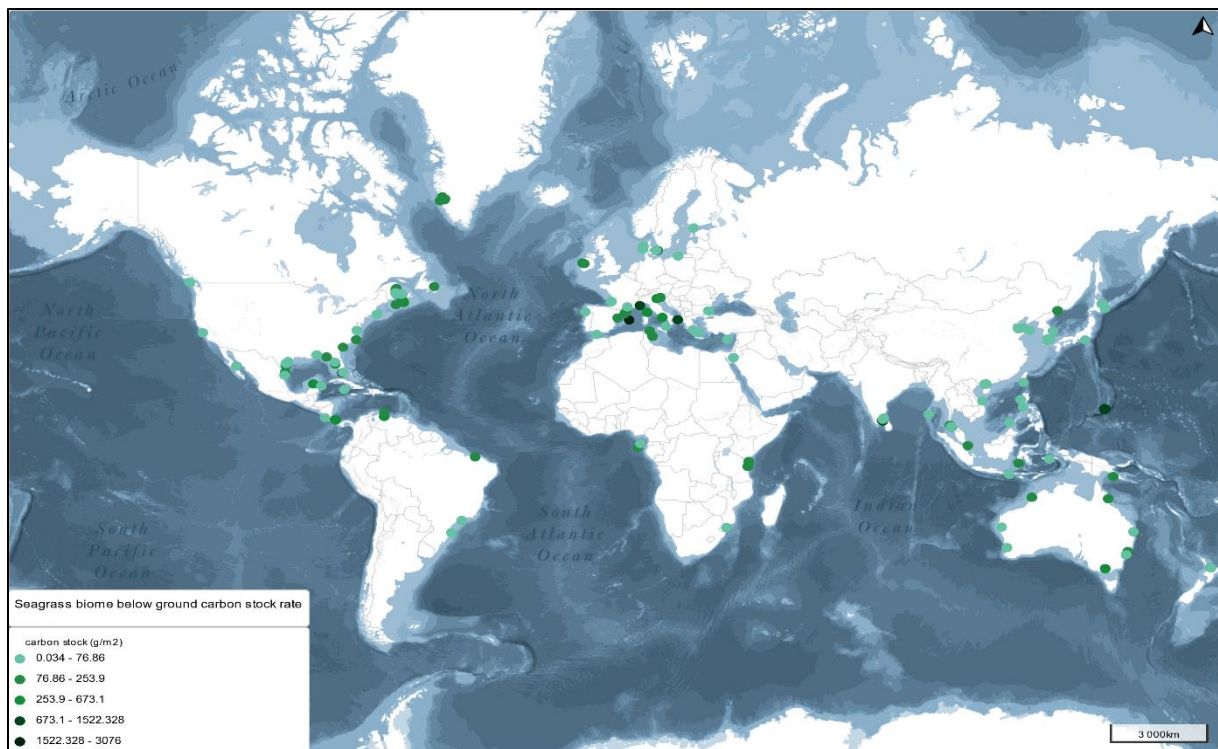 Arctic Ocean
North
Pacific
Ocean
North
Atlantic
Ocean
South
Pacific
Ocean
South
Atlantic
Ocean
Indian
Ocean
Seagrass biome below ground carbon stock rate
carbon stock (g/m2)
0.034 - 76.86
76.86 - 253.9
253.9 - 673.1
673.1 - 1522.328
1522.328 - 3076
3 000km